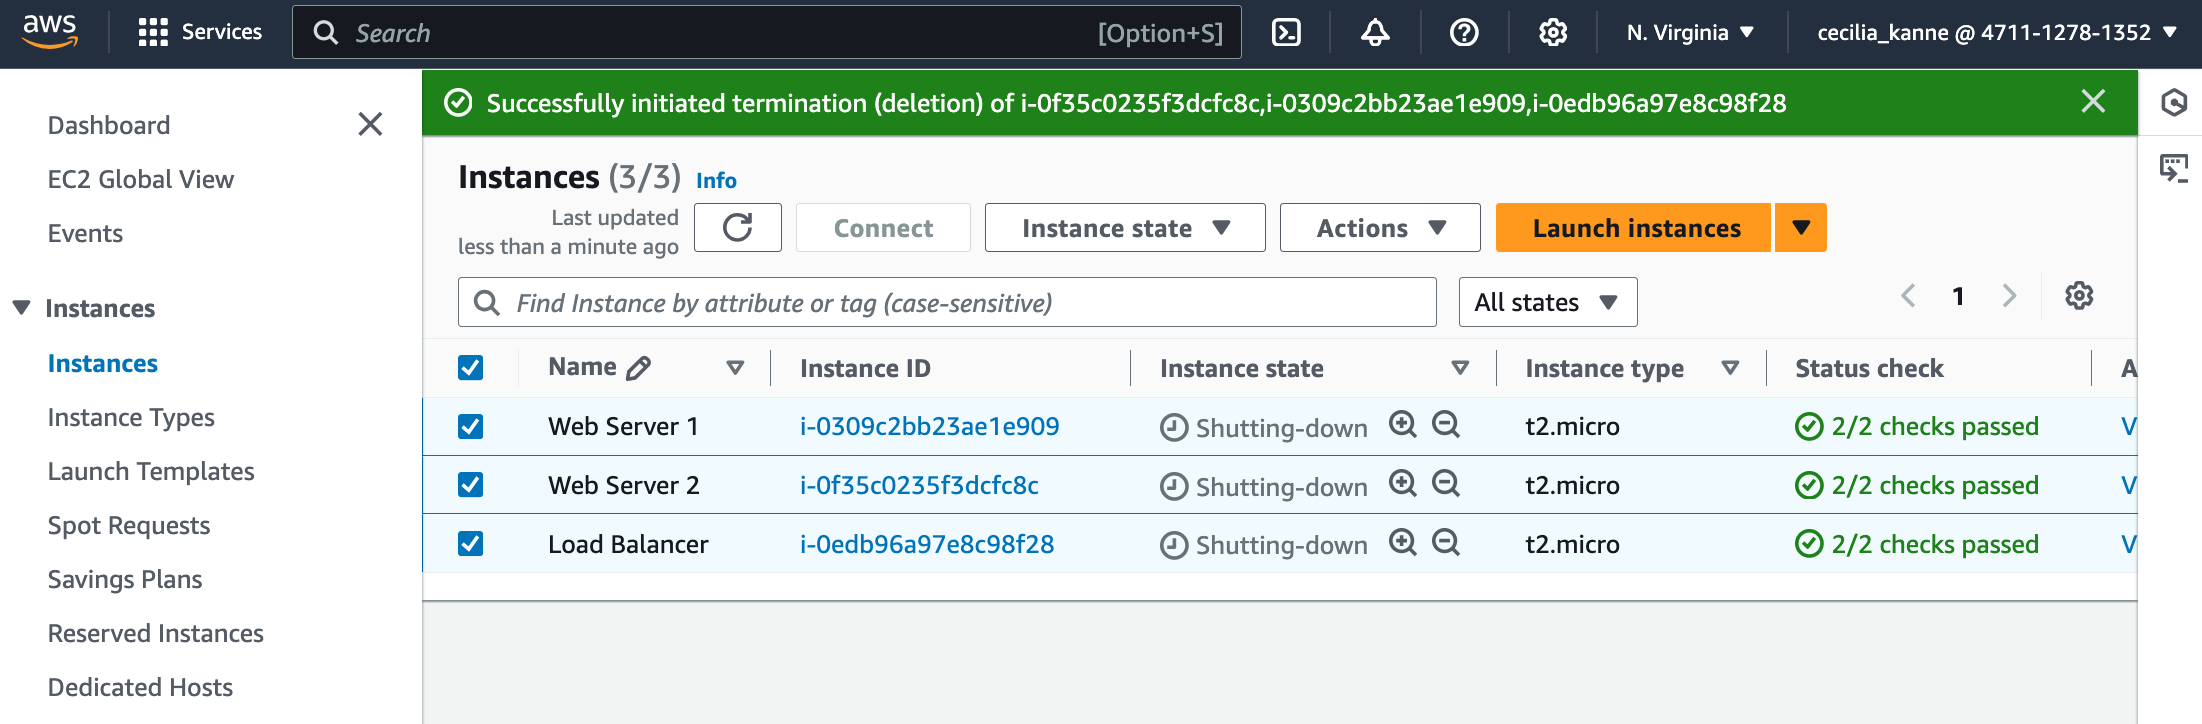 aws
Services
Search [Option+S]
N. Virginia
cecilia_kanne @ 4711-1278-1352
Dashboard
EC2 Global View
Events
Instances
Instances
Instance Types
Launch Templates
Spot Requests
Savings Plans
Reserved Instances
Dedicated Hosts
Successfully initiated termination (deletion) of i-0f35c0235f3dcfc8c,i-0309c2bb23ae1e909,i-0edb96a97e8c98f28
Instances (3/3) Info
Last updated
less than a minute ago
Connect
Instance state
Actions
Launch instances
Find Instance by attribute or tag (case-sensitive)
All states
1
Name Instance ID Instance state Instance type Status check A
Web Server 1 i-0309c2bb23ae1e909 Shutting-down t2.micro 2/2 checks passed V
Web Server 2 i-0f35c0235f3dcfc8c Shutting-down t2.micro 2/2 checks passed V
Load Balancer i-0edb96a97e8c98f28 Shutting-down t2.micro 2/2 checks passed V